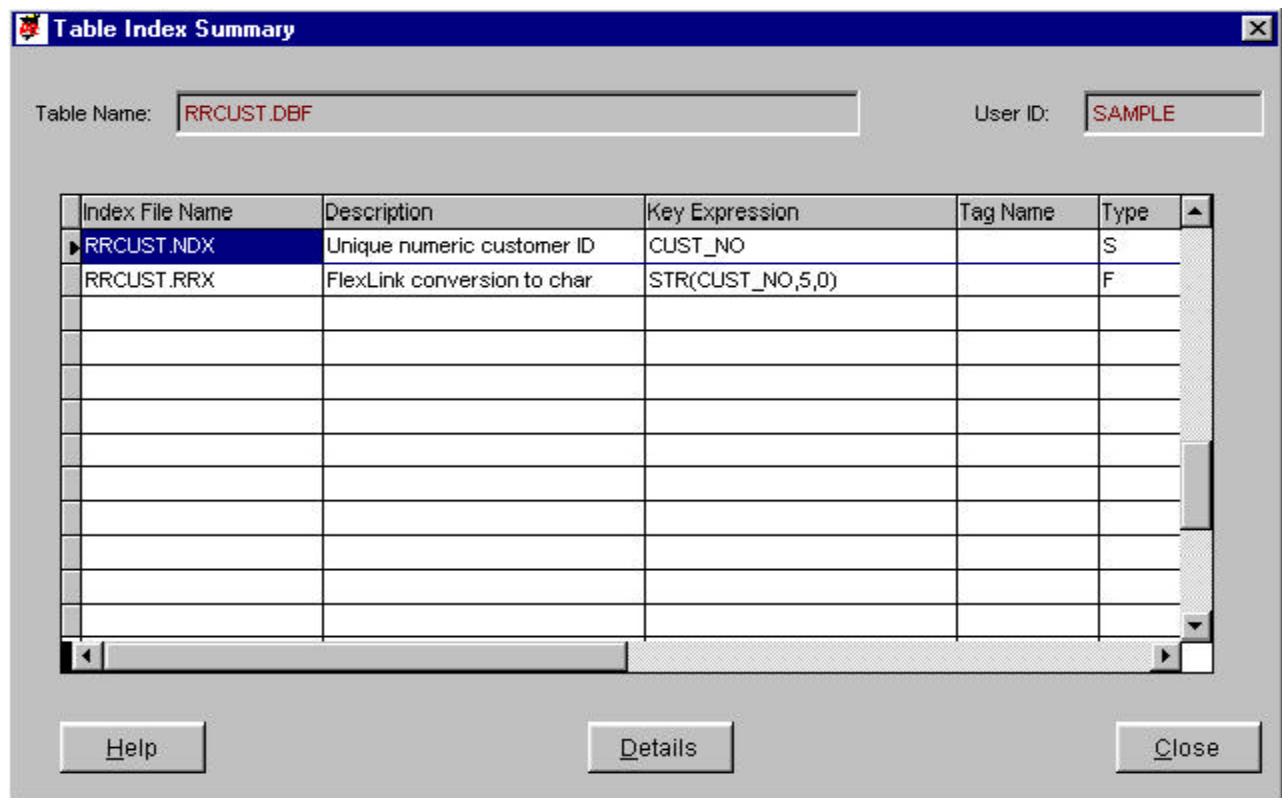 Table Index Summary
Table Name: RRCUST.DBF User ID: SAMPLE
Index File Name Description Key Expression Tag Name Type
RRCUST.NDX Unique numeric customer ID CUST_NO S
RRCUST.RRX FlexLink conversion to char STR(CUST_NO,5,0) F
Help Details Close